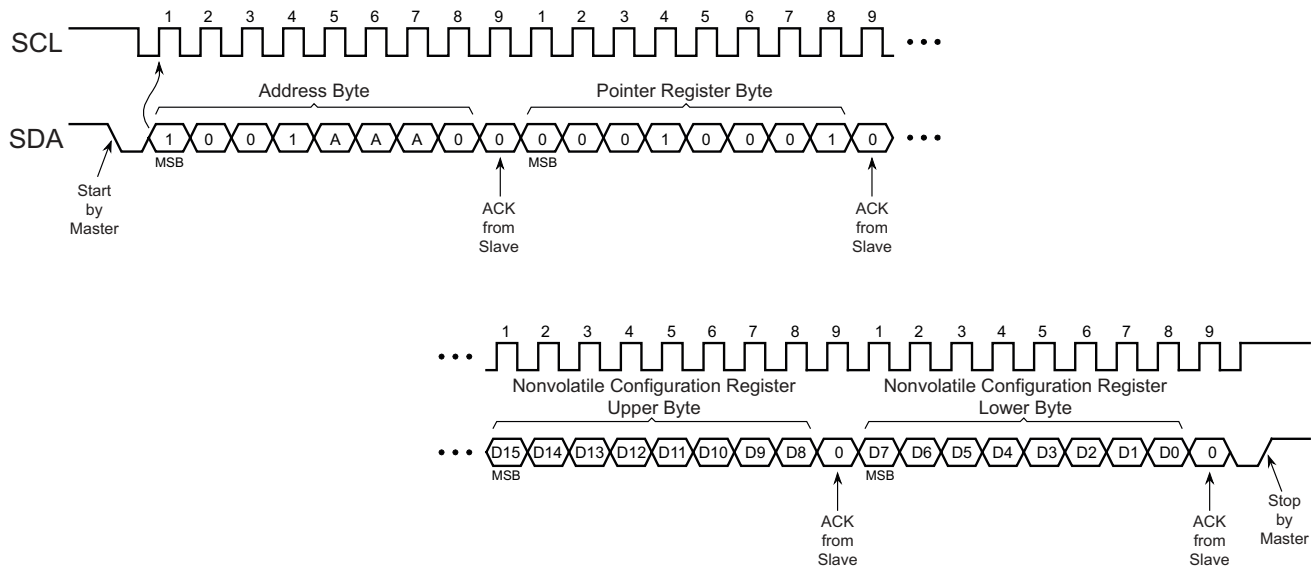 1 2 3 4 5 6 7 8 9 1 2 3 4 5 6 7 8 9
SCL
Address Byte Pointer Register Byte
SDA 1 0 0 1 A A A 0 0 0 0 0 1 0 0 0 1 0
MSB MSB
Start
by
Master
ACK
from
Slave
ACK
from
Slave
1 2 3 4 5 6 7 8 9 1 2 3 4 5 6 7 8 9
Nonvolatile Configuration Register
Upper Byte
Nonvolatile Configuration Register
Lower Byte
D15 D14 D13 D12 D11 D10 D9 D8 0 D7 D6 D5 D4 D3 D2 D1 D0 0
MSB MSB
ACK
from
Slave
ACK
from
Slave
Stop
by
Master